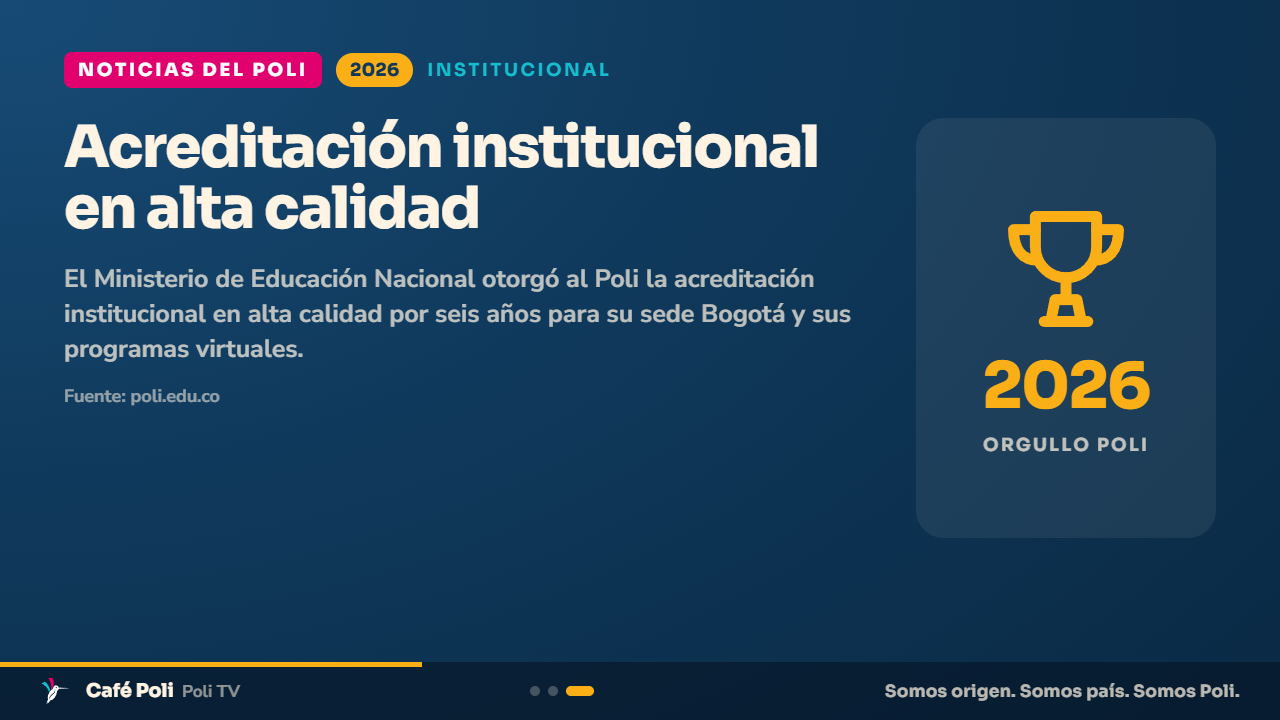 NOTICIAS DEL POLI 2026 INSTITUCIONAL
Acreditación institucional
en alta calidad
El Ministerio de Educación Nacional otorgó al Poli la acreditación
institucional en alta calidad por seis años para su sede Bogotá y sus
programas virtuales.
Fuente: poli.edu.co
2026
ORGULLO POLI
Café Poli Poli TV
Somos origen. Somos país. Somos Poli.